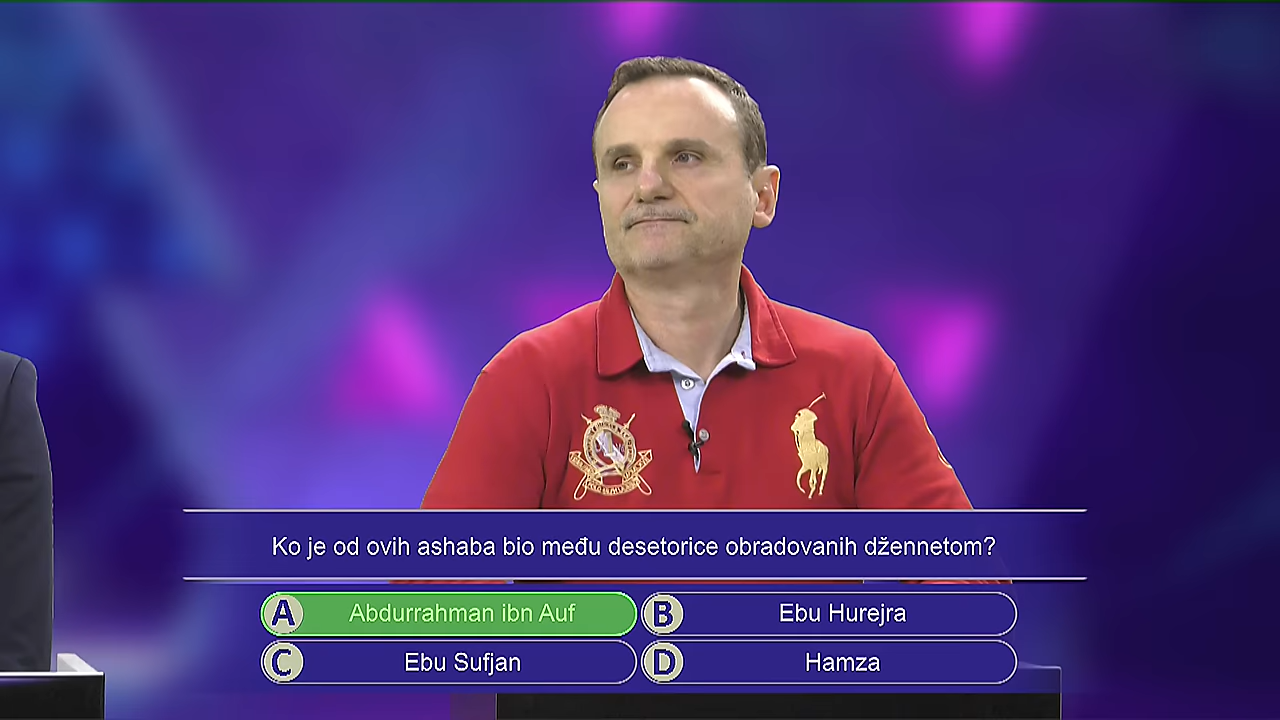 Ko je od ovih ashaba bio među desetorice obradovanih džennetom?
A Abdurrahman ibn Auf
B Ebu Hurejra
C Ebu Sufjan
D Hamza